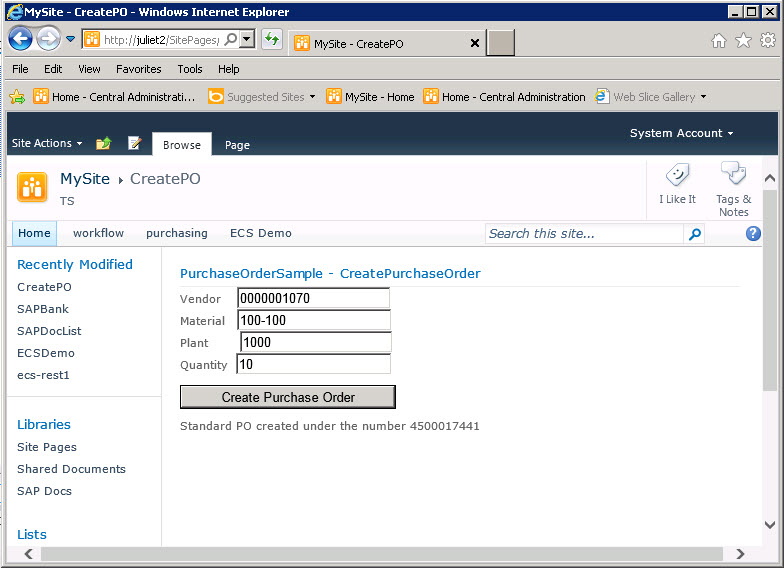 MySite - CreatePO - Windows Internet Explorer
http://juliet2/SitePages/
MySite - CreatePO
File Edit View Favorites Tools Help
Home - Central Administrati... Suggested Sites MySite - Home Home - Central Administration Web Slice Gallery
Site Actions Browse Page System Account
MySite CreatePO
TS
I Like It
Tags & Notes
Home workflow purchasing ECS Demo Search this site...
Recently Modified
CreatePO
SAPBank
SAPDocList
ECSDemo
ecs-rest1
Libraries
Site Pages
Shared Documents
SAP Docs
Lists
PurchaseOrderSample - CreatePurchaseOrder
Vendor 0000001070
Material 100-100
Plant 1000
Quantity 10
Create Purchase Order
Standard PO created under the number 4500017441